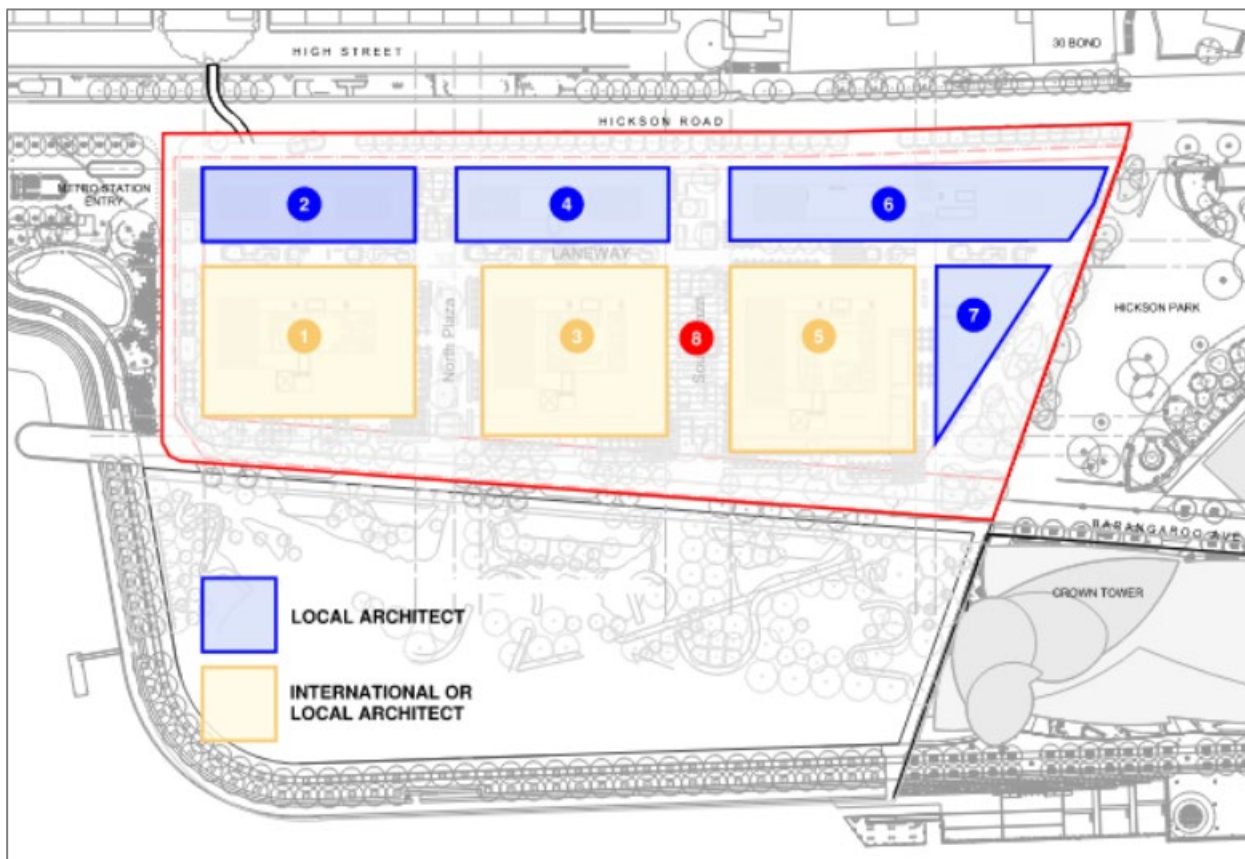 HIGH STREET
30 BOND
HICKSON ROAD
METRO STATION
ENTRY
2
4
6
LANEWAY
HICKSON PARK
1
North Plaza
3
8
5
7
BARANGAROO AVE
CROWN TOWER
LOCAL ARCHITECT
INTERNATIONAL OR
LOCAL ARCHITECT